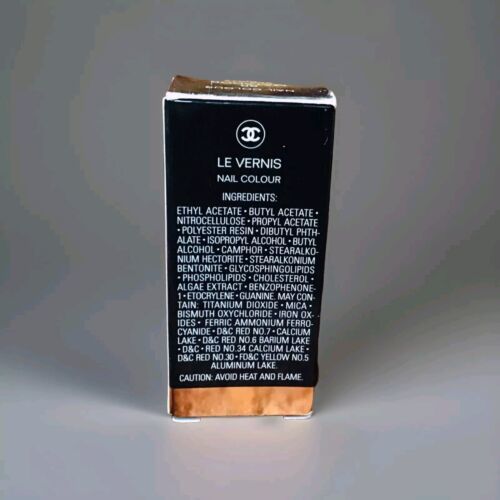 NAIL COLOUR
LE VERNIS
NAIL COLOUR
INGREDIENTS:
ETHYL ACETATE • BUTYL ACETATE •
NITROCELLULOSE • PROPYL ACETATE
• POLYESTER RESIN • DIBUTYL PHTH-
ALATE • ISOPROPYL ALCOHOL • BUTYL
ALCOHOL • CAMPHOR • STEARALKO-
NIUM HECTORITE • STEARALKONIUM
BENTONITE • GLYCOSPHINGOLIPIDS
• PHOSPHOLIPIDS • CHOLESTEROL •
ALGAE EXTRACT • BENZOPHENONE-
1 • ETOCRYLENE • GUANINE. MAY CON-
TAIN: TITANIUM DIOXIDE • MICA •
BISMUTH OXYCHLORIDE • IRON OX-
IDES • FERRIC AMMONIUM FERRO-
CYANIDE • D&C RED NO.7 • CALCIUM
LAKE • D&C RED NO.6 BARIUM LAKE
• D&C • RED NO.34 CALCIUM LAKE •
D&C RED NO.30 • FD&C YELLOW NO.5
ALUMINUM LAKE.
CAUTION: AVOID HEAT AND FLAME.